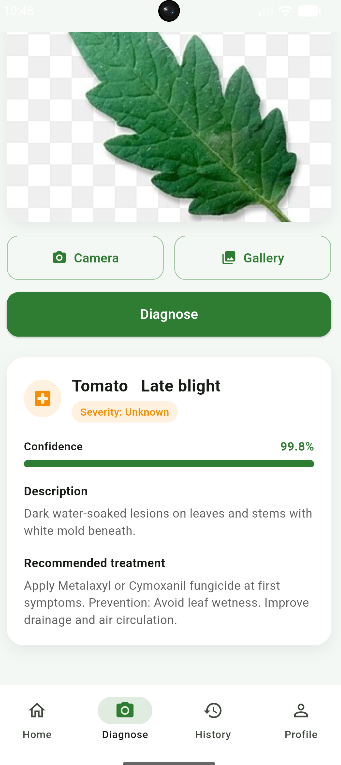 10:46
Camera
Gallery
Diagnose
Tomato   Late blight
Severity: Unknown
Confidence 99.8%
Description
Dark water-soaked lesions on leaves and stems with
white mold beneath.
Recommended treatment
Apply Metalaxyl or Cymoxanil fungicide at first
symptoms. Prevention: Avoid leaf wetness. Improve
drainage and air circulation.
Home
Diagnose
History
Profile